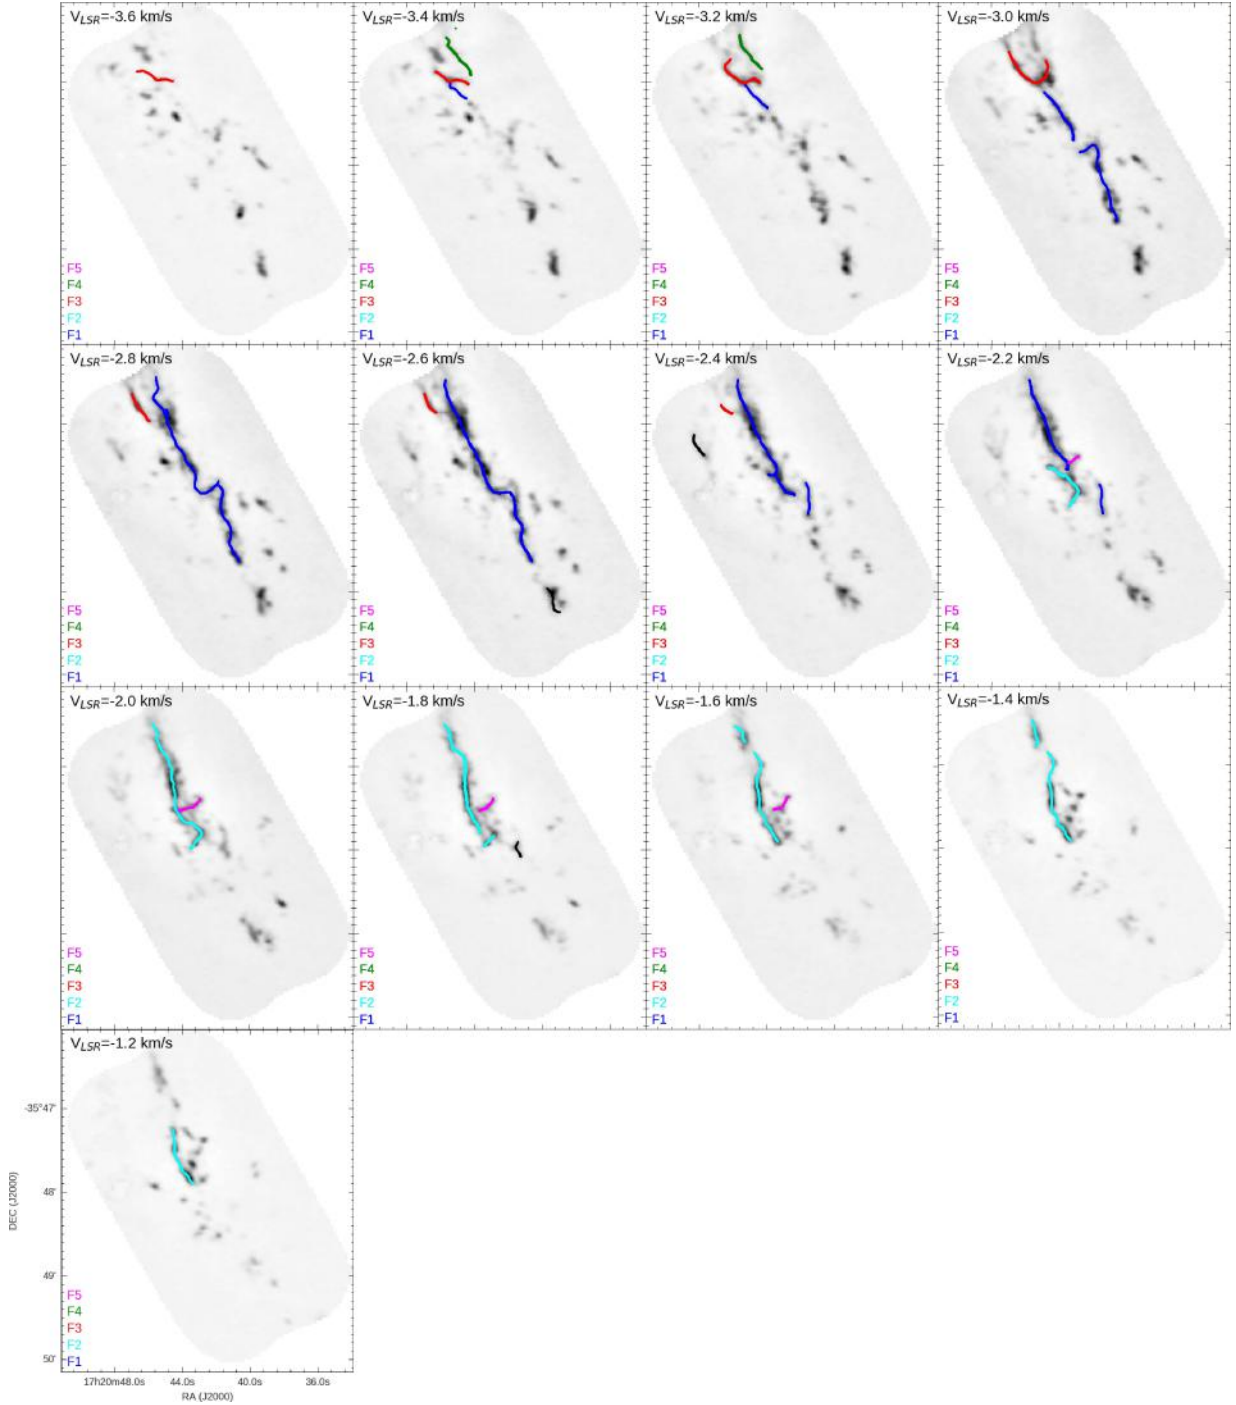 V_LSR=-3.6 km/s
F5
F4
F3
F2
F1
V_LSR=-3.4 km/s
F5
F4
F3
F2
F1
V_LSR=-3.2 km/s
F5
F4
F3
F2
F1
V_LSR=-3.0 km/s
F5
F4
F3
F2
F1
V_LSR=-2.8 km/s
F5
F4
F3
F2
F1
V_LSR=-2.6 km/s
F5
F4
F3
F2
F1
V_LSR=-2.4 km/s
F5
F4
F3
F2
F1
V_LSR=-2.2 km/s
F5
F4
F3
F2
F1
V_LSR=-2.0 km/s
F5
F4
F3
F2
F1
V_LSR=-1.8 km/s
F5
F4
F3
F2
F1
V_LSR=-1.6 km/s
F5
F4
F3
F2
F1
V_LSR=-1.4 km/s
F5
F4
F3
F2
F1
V_LSR=-1.2 km/s
-35°47'
48'
49'
50'
DEC (J2000)
F5
F4
F3
F2
F1
17h20m48.0s 44.0s 40.0s 36.0s
RA (J2000)